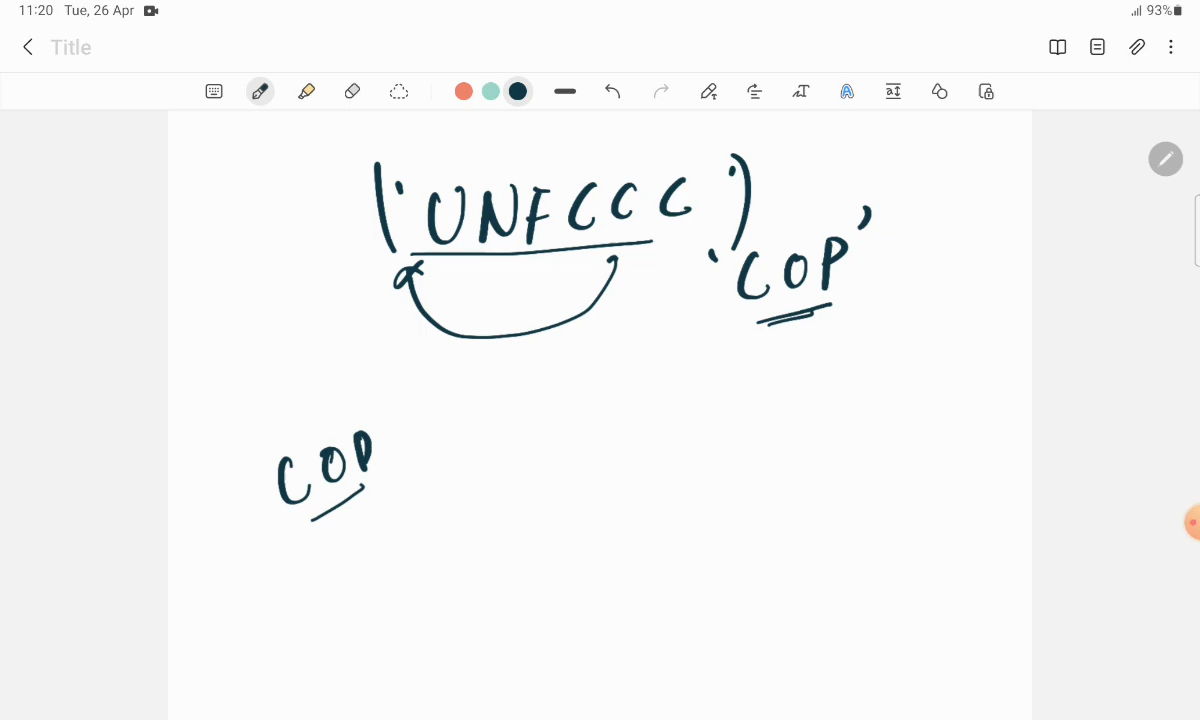 11:20 Tue, 26 Apr 93%
Title
('UNFCCC')
'COP'
COP